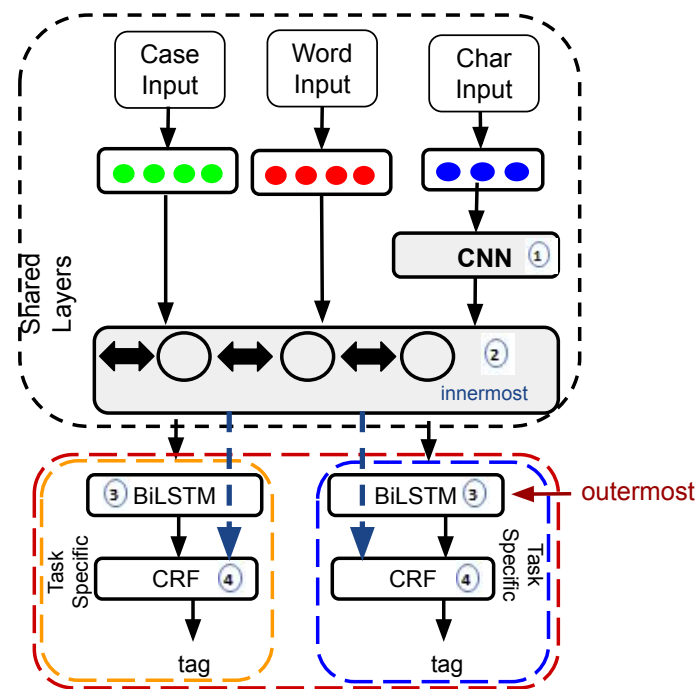 Case
Input
Word
Input
Char
Input
CNN 1
Shared
Layers
2
innermost
3 BiLSTM
BiLSTM 3
outermost
Task
Specific
CRF 4
CRF 4
Task
Specific
tag
tag